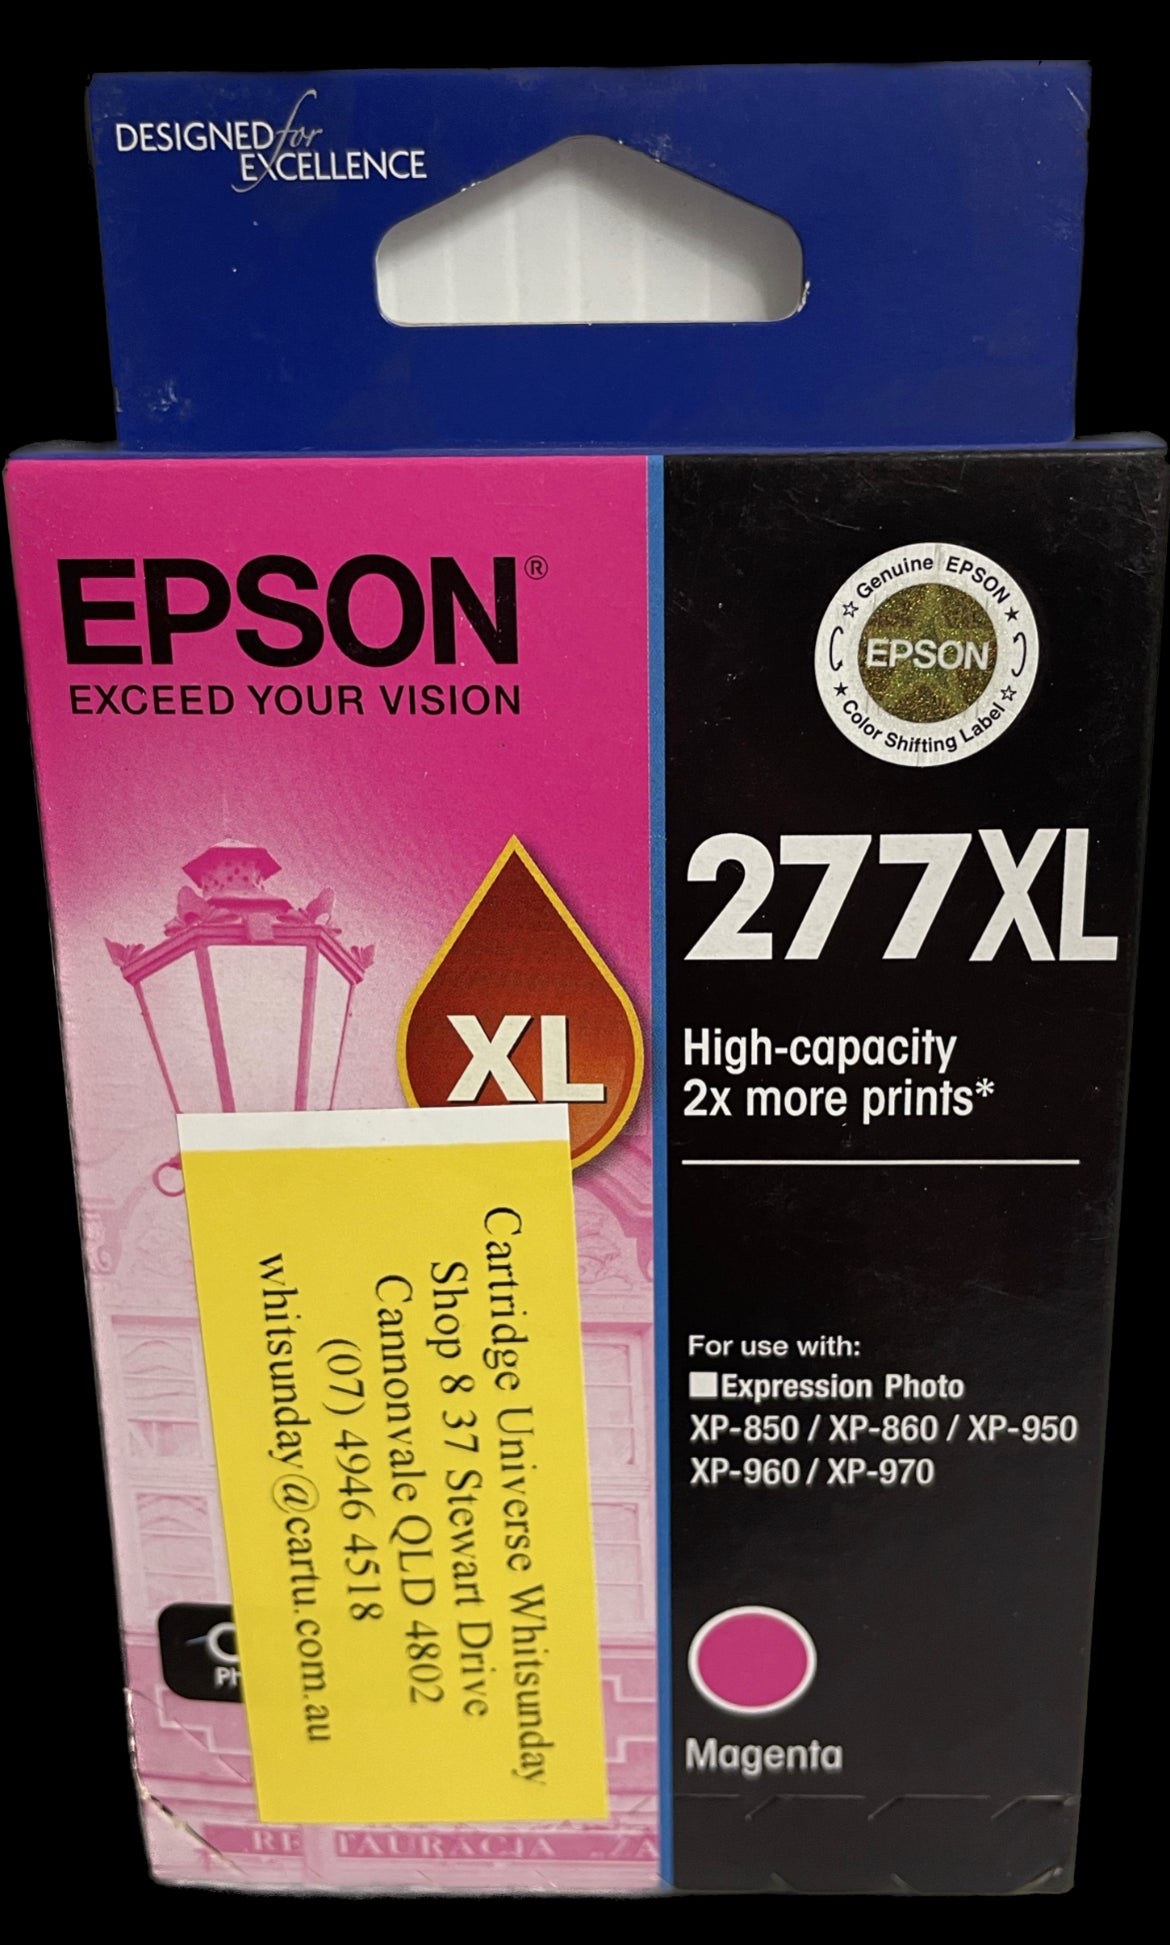 DESIGNED for
EXCELLENCE
EPSON®
EXCEED YOUR VISION
Genuine EPSON
EPSON
Color Shifting Label
277XL
XL
High-capacity
2x more prints*
For use with:
Expression Photo
XP-850 / XP-860 / XP-950
XP-960 / XP-970
Magenta
Cartridge Universe Whitsunday
Shop 8 37 Stewart Drive
Cannonvale QLD 4802
(07) 4946 4518
whitsunday@cartu.com.au